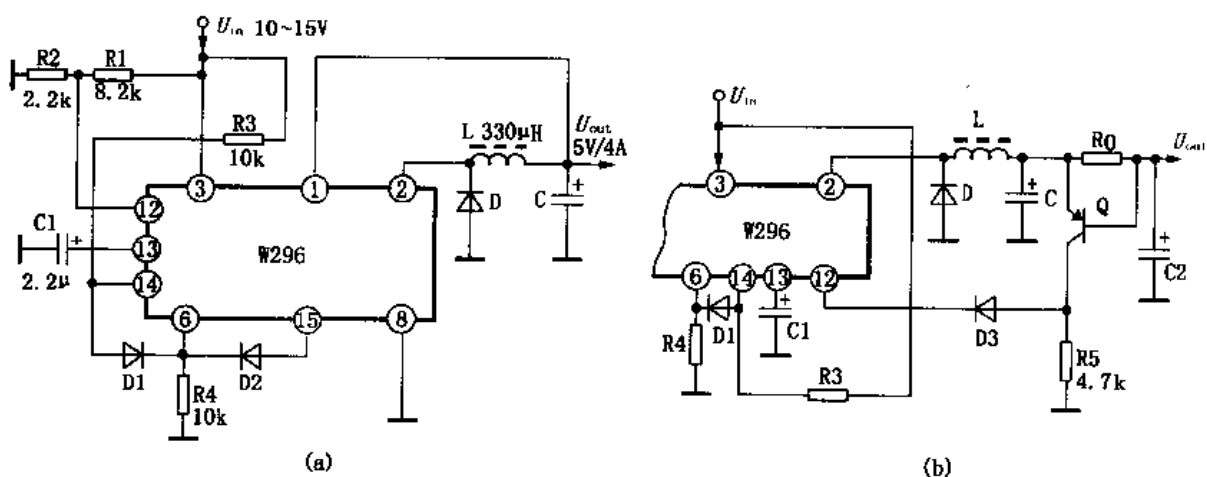 U_in 10~15V
R2
R1
2.2k
8.2k
R3
10k
L 330μH
U_out
5V/4A
3
1
2
D
C
+
12
C1
+
13
2.2μ
14
W296
6
15
8
D1
D2
R4
10k
(a)
U_in
L
R_Q
U_out
3
2
D
+
C
Q
W296
+
C2
6
14
13
12
+
D1
C1
D3
R4
R3
R5
4.7k
(b)